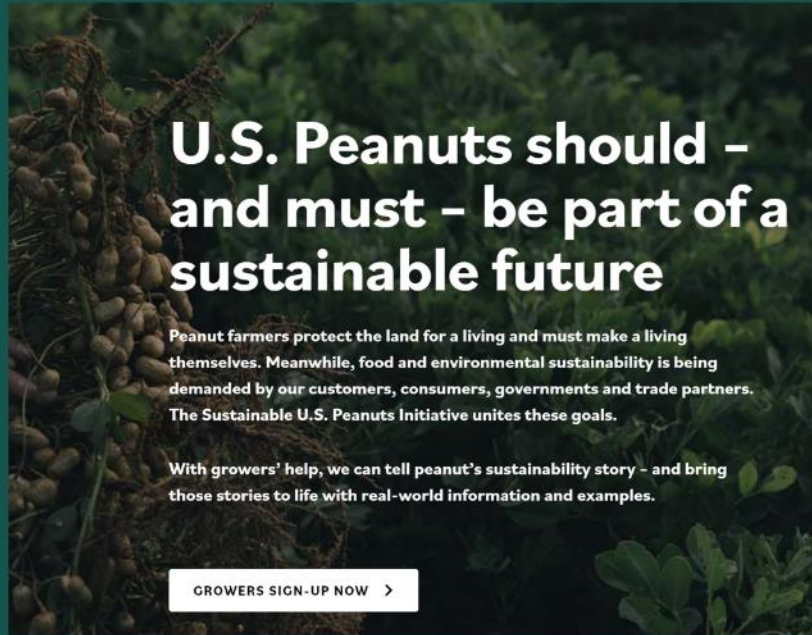 U.S. Peanuts should –
and must – be part of a
sustainable future
Peanut farmers protect the land for a living and must make a living
themselves. Meanwhile, food and environmental sustainability is being
demanded by our customers, consumers, governments and trade partners.
The Sustainable U.S. Peanuts Initiative unites these goals.
With growers' help, we can tell peanut's sustainability story – and bring
those stories to life with real-world information and examples.
GROWERS SIGN-UP NOW